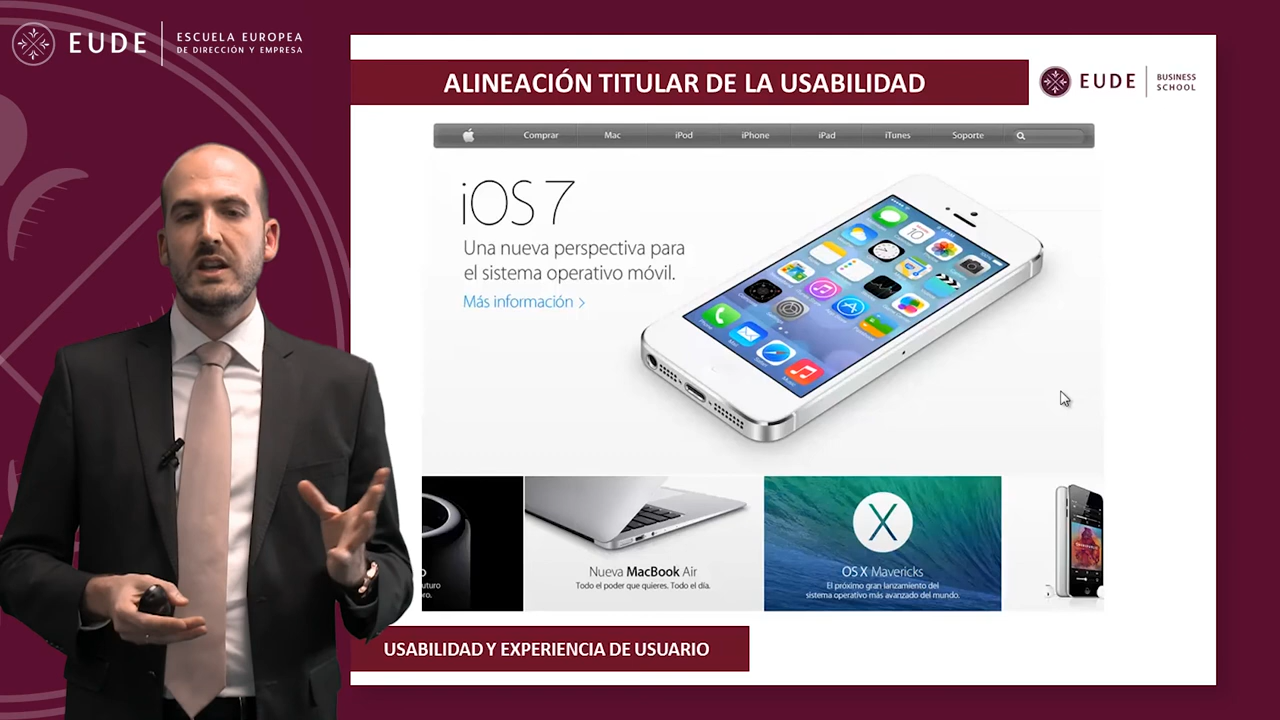 EUDE
ESCUELA EUROPEA
DE DIRECCIÓN Y EMPRESA
ALINEACIÓN TITULAR DE LA USABILIDAD
EUDE
BUSINESS
SCHOOL
Comprar Mac iPod iPhone iPad iTunes Soporte
iOS 7
Una nueva perspectiva para
el sistema operativo móvil.
Más información >
Nueva MacBook Air
Todo el poder que quieres. Todo el día.
OS X Mavericks
El próximo gran lanzamiento del
sistema operativo más avanzado del mundo.
USABILIDAD Y EXPERIENCIA DE USUARIO